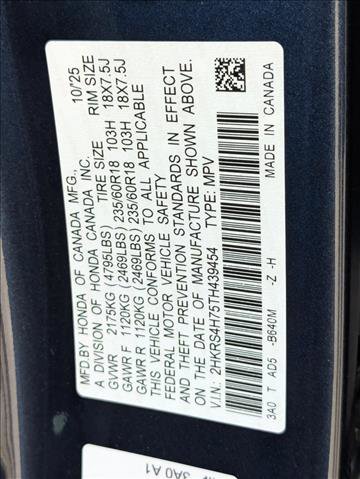 MFD.BY HONDA OF CANADA MFG., 10/25
A DIVISION OF HONDA CANADA INC.
TIRE SIZE RIM SIZE
GVWR 2175KG (4795LBS)
GAWR F 1120KG (2469LBS) 235/60R18 103H 18X7.5J
GAWR R 1120KG (2469LBS) 235/60R18 103H 18X7.5J
THIS VEHICLE CONFORMS TO ALL APPLICABLE
FEDERAL MOTOR VEHICLE SAFETY
AND THEFT PREVENTION STANDARDS IN EFFECT
ON THE DATE OF MANUFACTURE SHOWN ABOVE.
V.I.N.: 2HKRS4H75TH439454 TYPE: MPV
3A0 T AD5 -B640M -Z -H MADE IN CANADA
3A0 A1